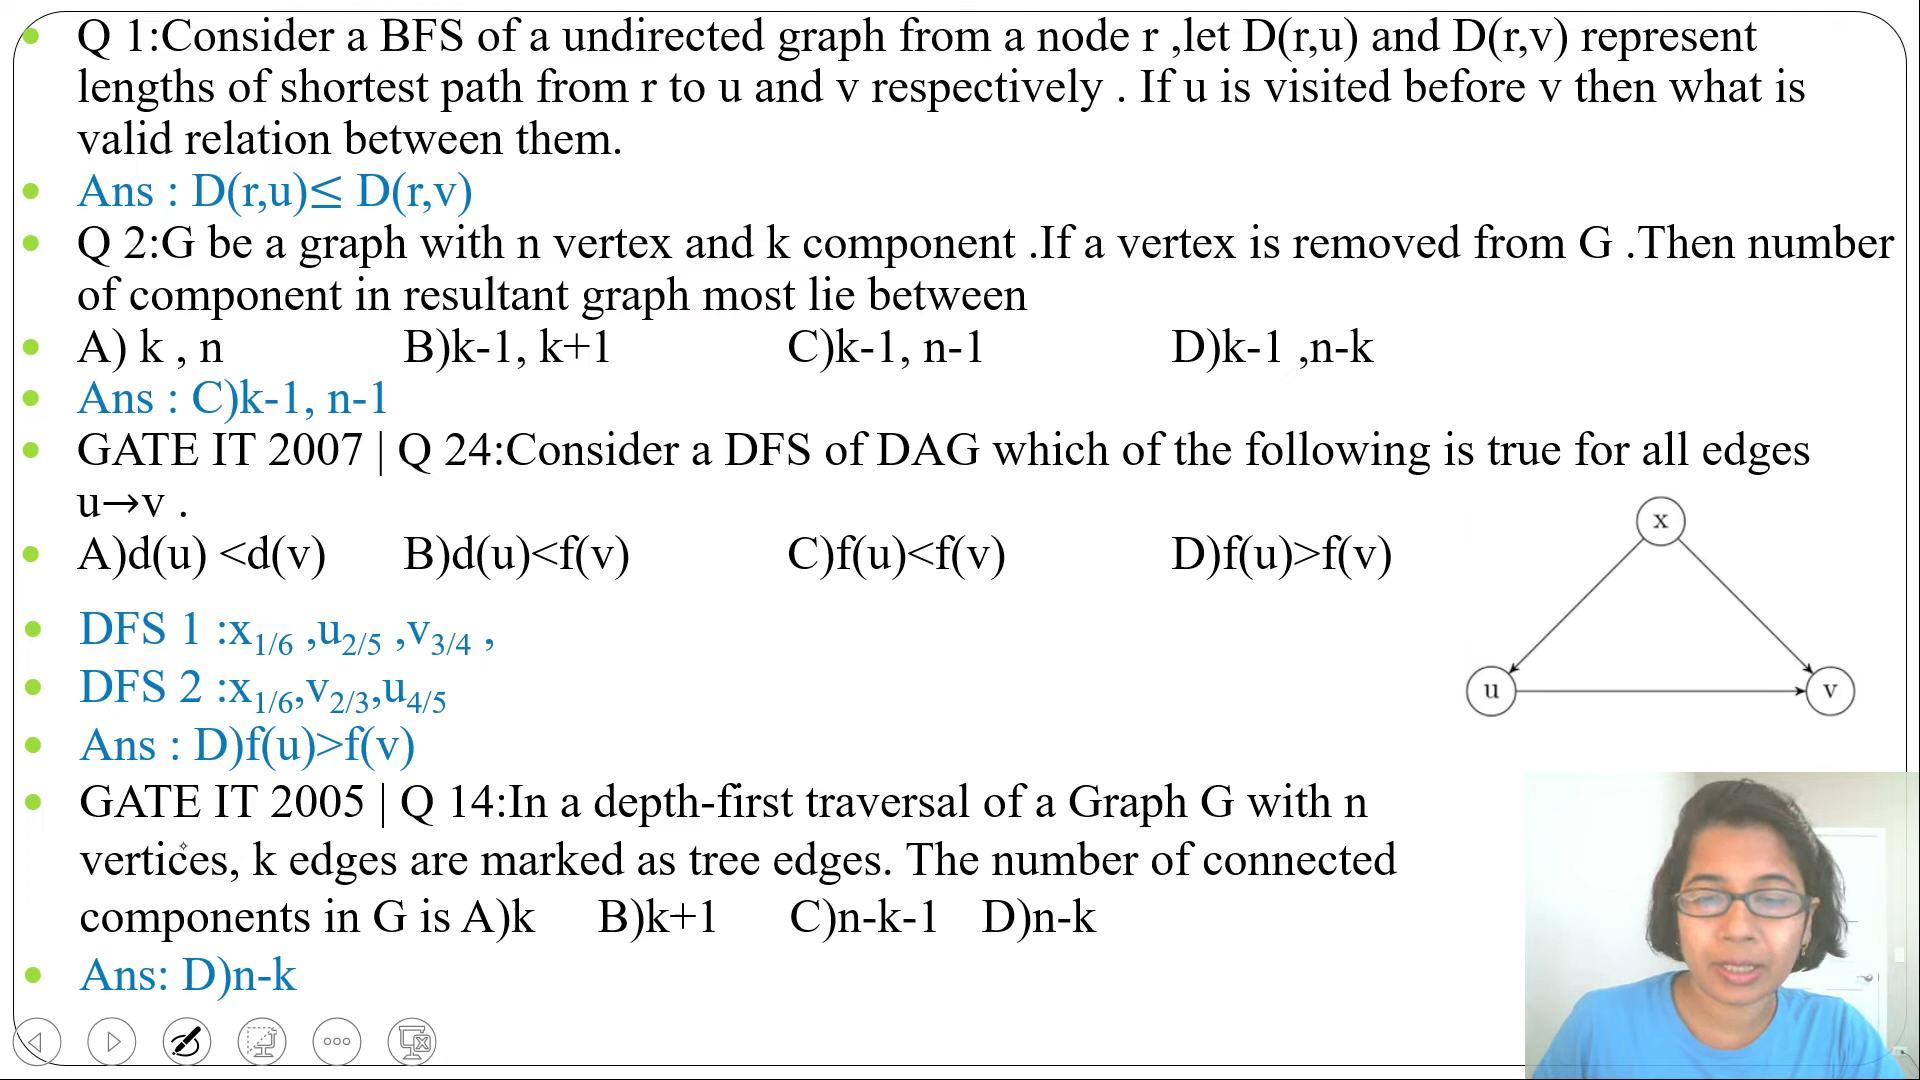 Q 1:Consider a BFS of a undirected graph from a node r ,let D(r,u) and D(r,v) represent
lengths of shortest path from r to u and v respectively . If u is visited before v then what is
valid relation between them.
Ans : D(r,u)≤ D(r,v)
Q 2:G be a graph with n vertex and k component .If a vertex is removed from G .Then number
of component in resultant graph most lie between
A) k , n B)k-1, k+1 C)k-1, n-1 D)k-1 ,n-k
Ans : C)k-1, n-1
GATE IT 2007 | Q 24:Consider a DFS of DAG which of the following is true for all edges
u→v .
A)d(u) <d(v) B)d(u)<f(v) C)f(u)<f(v) D)f(u)>f(v)
x
DFS 1 :x1/6 ,u2/5 ,v3/4 ,
DFS 2 :x1/6,v2/3,u4/5
u v
Ans : D)f(u)>f(v)
GATE IT 2005 | Q 14:In a depth-first traversal of a Graph G with n
vertices, k edges are marked as tree edges. The number of connected
components in G is A)k B)k+1 C)n-k-1 D)n-k
Ans: D)n-k